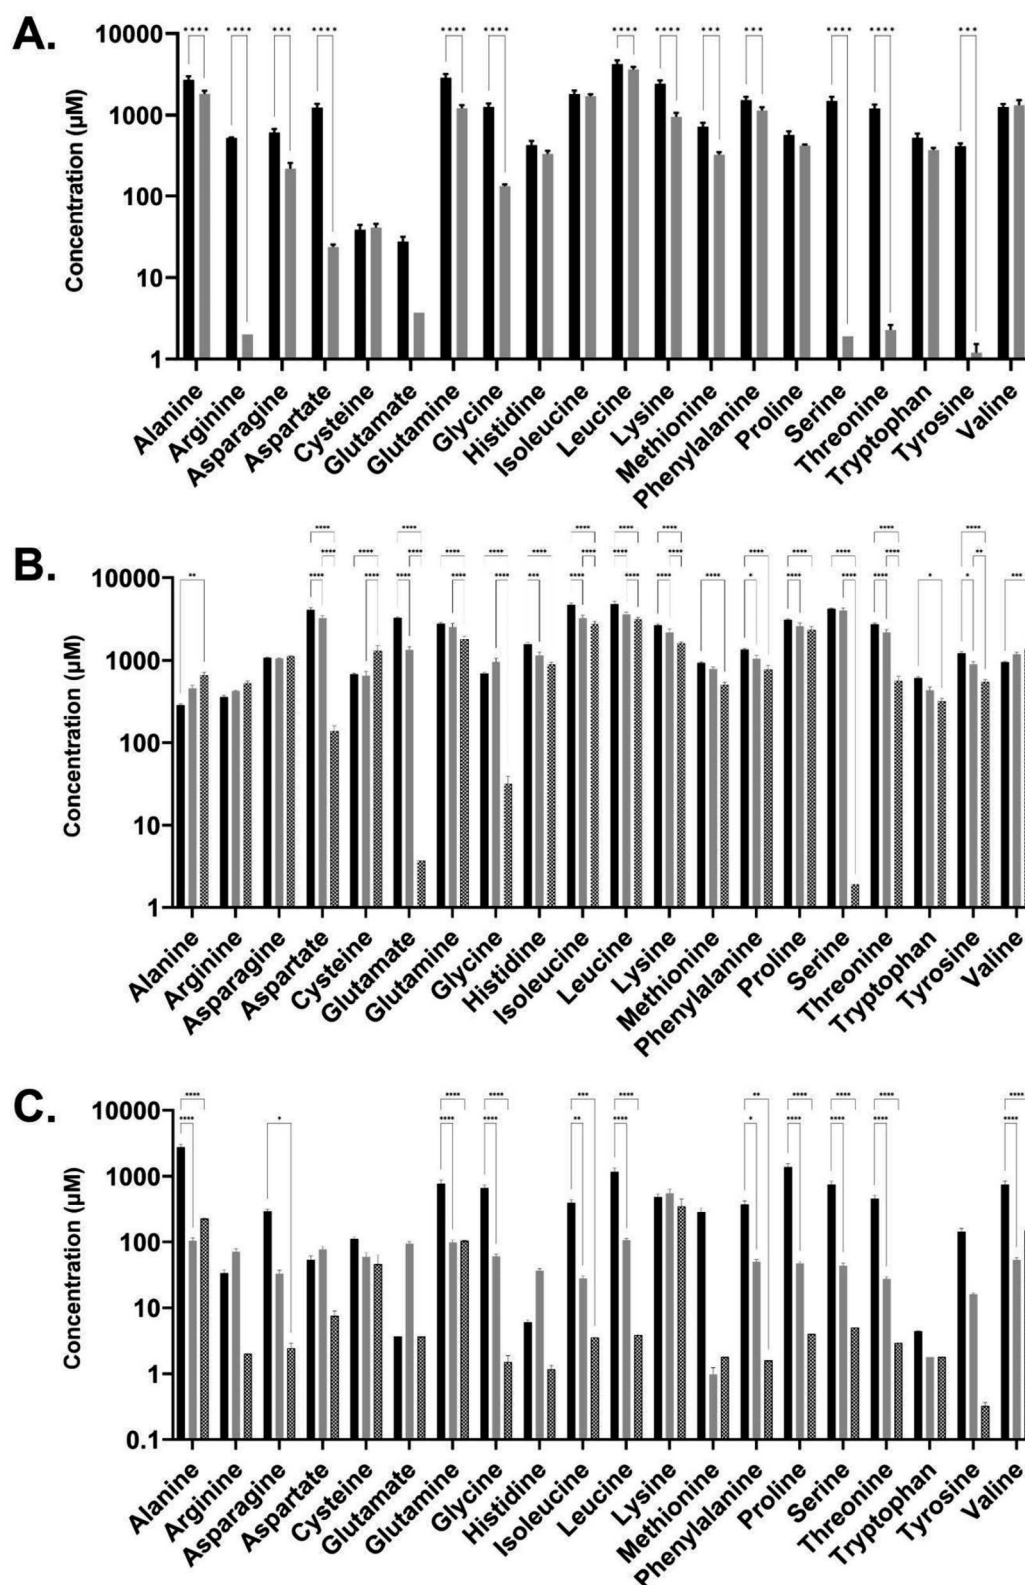 A.
**** **** *** **** **** **** **** **** *** *** **** **** ***
10000
1000
100
10
1
Concentration (µM)
Alanine
Arginine
Asparagine
Aspartate
Cysteine
Glutamate
Glutamine
Glycine
Histidine
Isoleucine
Leucine
Lysine
Methionine
Phenylalanine
Proline
Serine
Threonine
Tryptophan
Tyrosine
Valine
B.
**** **** **** **** **** **** ****
**** **** **** **** **** **** **** **** **** **** **** **** **** **** **
** **** **** **** *** **** **** **** **** * **** **** * * ***
10000
1000
100
10
1
Concentration (µM)
Alanine
Arginine
Asparagine
Aspartate
Cysteine
Glutamate
Glutamine
Glycine
Histidine
Isoleucine
Leucine
Lysine
Methionine
Phenylalanine
Proline
Serine
Threonine
Tryptophan
Tyrosine
Valine
C.
**** **** **** *** **** ** **** **** **** ****
**** * **** **** ** **** * **** **** **** ****
10000
1000
100
10
1
0.1
Concentration (µM)
Alanine
Arginine
Asparagine
Aspartate
Cysteine
Glutamate
Glutamine
Glycine
Histidine
Isoleucine
Leucine
Lysine
Methionine
Phenylalanine
Proline
Serine
Threonine
Tryptophan
Tyrosine
Valine